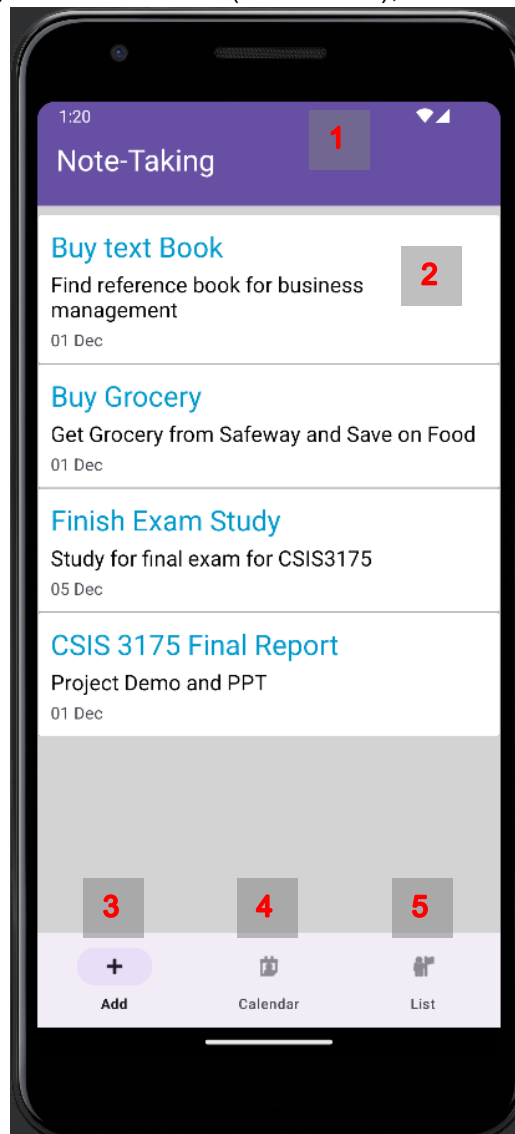 1:20
1
Note-Taking
Buy text Book
2
Find reference book for business
management
01 Dec
Buy Grocery
Get Grocery from Safeway and Save on Food
01 Dec
Finish Exam Study
Study for final exam for CSIS3175
05 Dec
CSIS 3175 Final Report
Project Demo and PPT
01 Dec
3 4 5
Add Calendar List